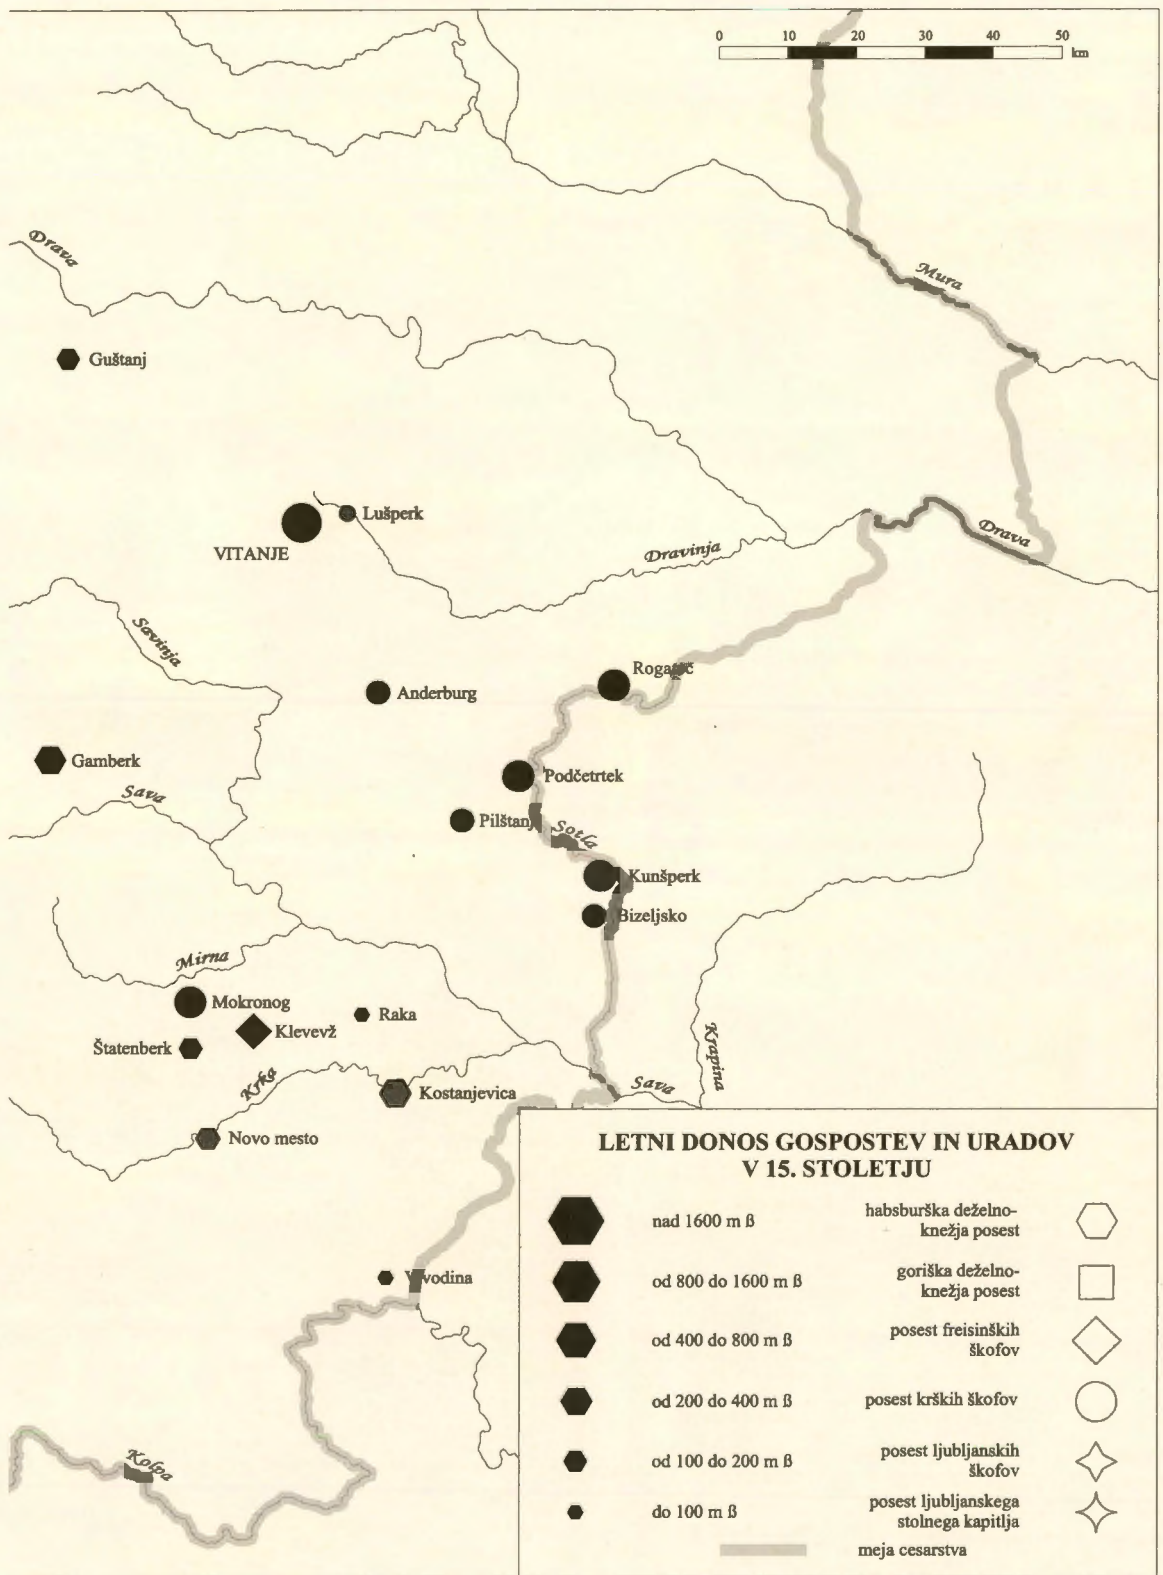 0 10 20 30 40 50 km
Drava
Mura
Guštanj
Lušperk
VITANJE
Drava
Dravinja
Savinja
Rogatec
Anderburg
Gamberk
Podčetrtek
Sava
Pilštanj
Sotla
Kunšperk
Bizeljsko
Mirna
Mokronog
Raka
Klevevž
Štatenberk
Krapina
Krka
Sava
Kostanjevica
Novo mesto
Vivodina
Kolpa
LETNI DONOS GOSPOSTEV IN URADOV
V 15. STOLETJU
nad 1600 m ß
habsburška deželno-
knežja posest
od 800 do 1600 m ß
goriška deželno-
knežja posest
od 400 do 800 m ß
posest freisinških
škofov
od 200 do 400 m ß
posest krških škofov
od 100 do 200 m ß
posest ljubljanskih
škofov
do 100 m ß
posest ljubljanskega
stolnega kapitlja
meja cesarstva